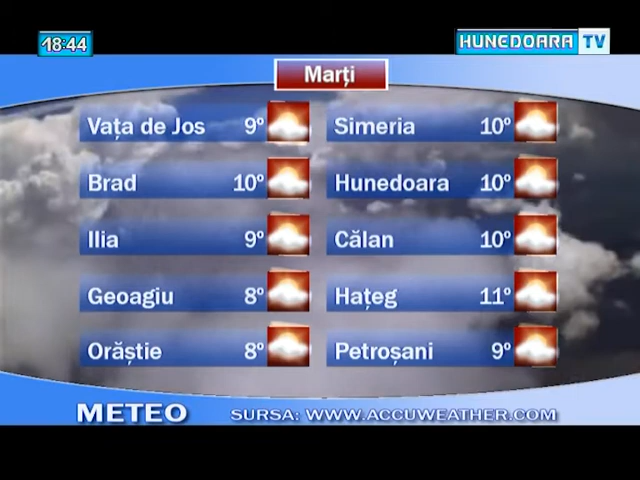 18:44
HUNEDOARA TV
Marți
Vața de Jos 9º
Simeria 10º
Brad 10º
Hunedoara 10º
Ilia 9º
Călan 10º
Geoagiu 8º
Hațeg 11º
Orăștie 8º
Petroșani 9º
METEO SURSA: WWW.ACCUWEATHER.COM